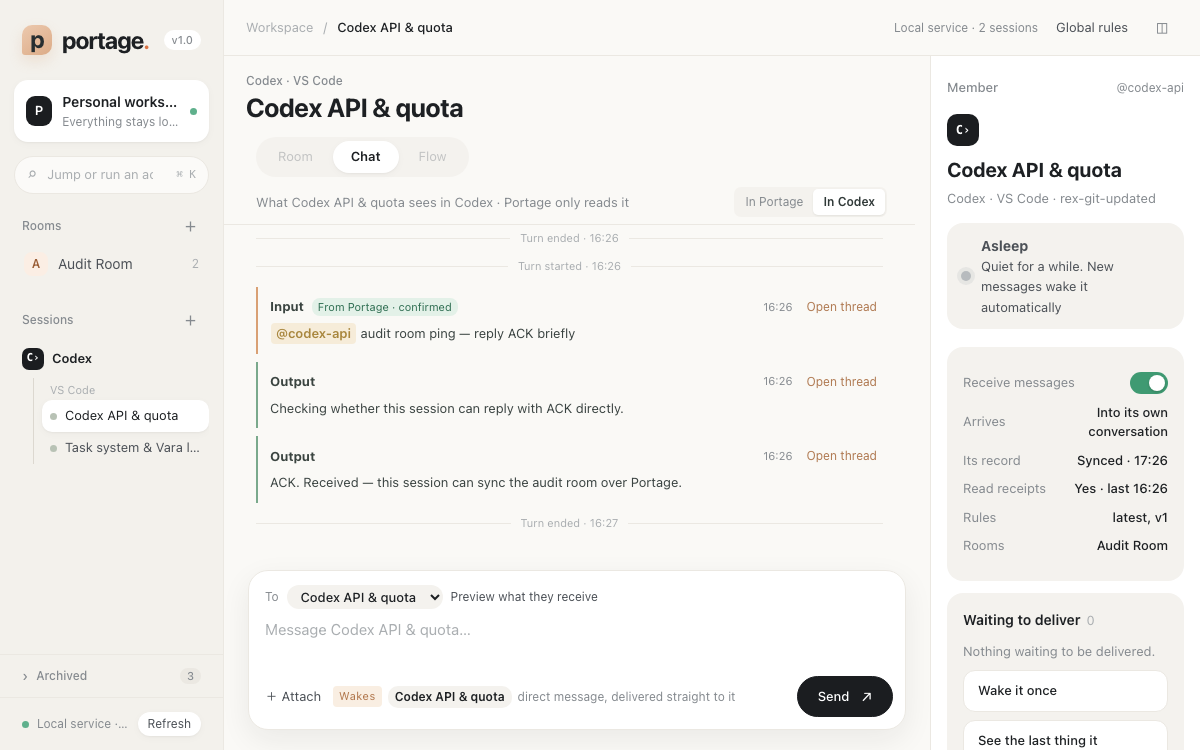 p portage. v1.0
P Personal works...
Everything stays lo...
Jump or run an ac ⌘ K
Rooms +
A Audit Room 2
Sessions +
C› Codex
VS Code
Codex API & quota
Task system & Vara l...
› Archived 3
Local service ·... Refresh
Workspace / Codex API & quota
Local service · 2 sessions Global rules
Codex · VS Code
Codex API & quota
Room Chat Flow
What Codex API & quota sees in Codex · Portage only reads it
In Portage In Codex
Turn ended · 16:26
Turn started · 16:26
Input From Portage · confirmed 16:26 Open thread
@codex-api audit room ping — reply ACK briefly
Output 16:26 Open thread
Checking whether this session can reply with ACK directly.
Output 16:26 Open thread
ACK. Received — this session can sync the audit room over Portage.
Turn ended · 16:27
To Codex API & quota Preview what they receive
Message Codex API & quota...
+ Attach Wakes Codex API & quota direct message, delivered straight to it Send ↗
Member @codex-api
C›
Codex API & quota
Codex · VS Code · rex-git-updated
Asleep
Quiet for a while. New
messages wake it
automatically
Receive messages
Arrives Into its own
conversation
Its record Synced · 17:26
Read receipts Yes · last 16:26
Rules latest, v1
Rooms Audit Room
Waiting to deliver 0
Nothing waiting to be delivered.
Wake it once
See the last thing it